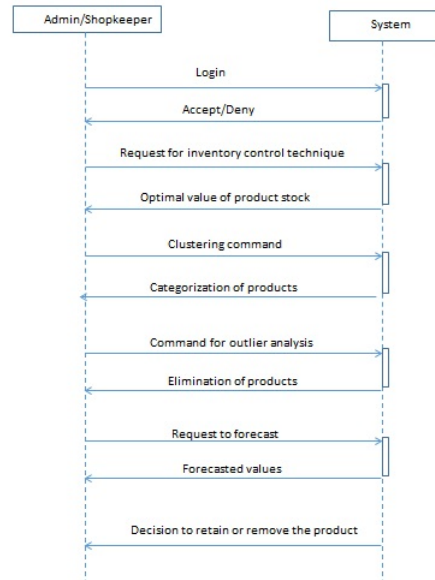 Admin/Shopkeeper
System
Login
Accept/Deny
Request for inventory control technique
Optimal value of product stock
Clustering command
Categorization of products
Command for outlier analysis
Elimination of products
Request to forecast
Forecasted values
Decision to retain or remove the product